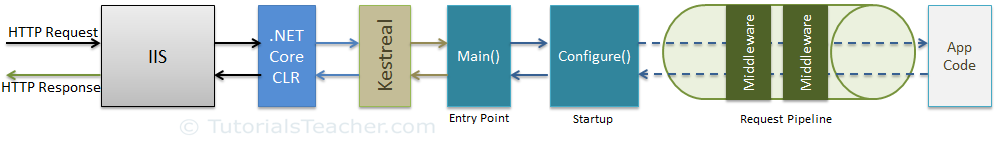 HTTP Request
HTTP Response
IIS
.NET
Core
CLR
Kestreal
Main()
Entry Point
Configure()
Startup
Middleware
Middleware
Request Pipeline
App
Code
© TutorialsTeacher.com